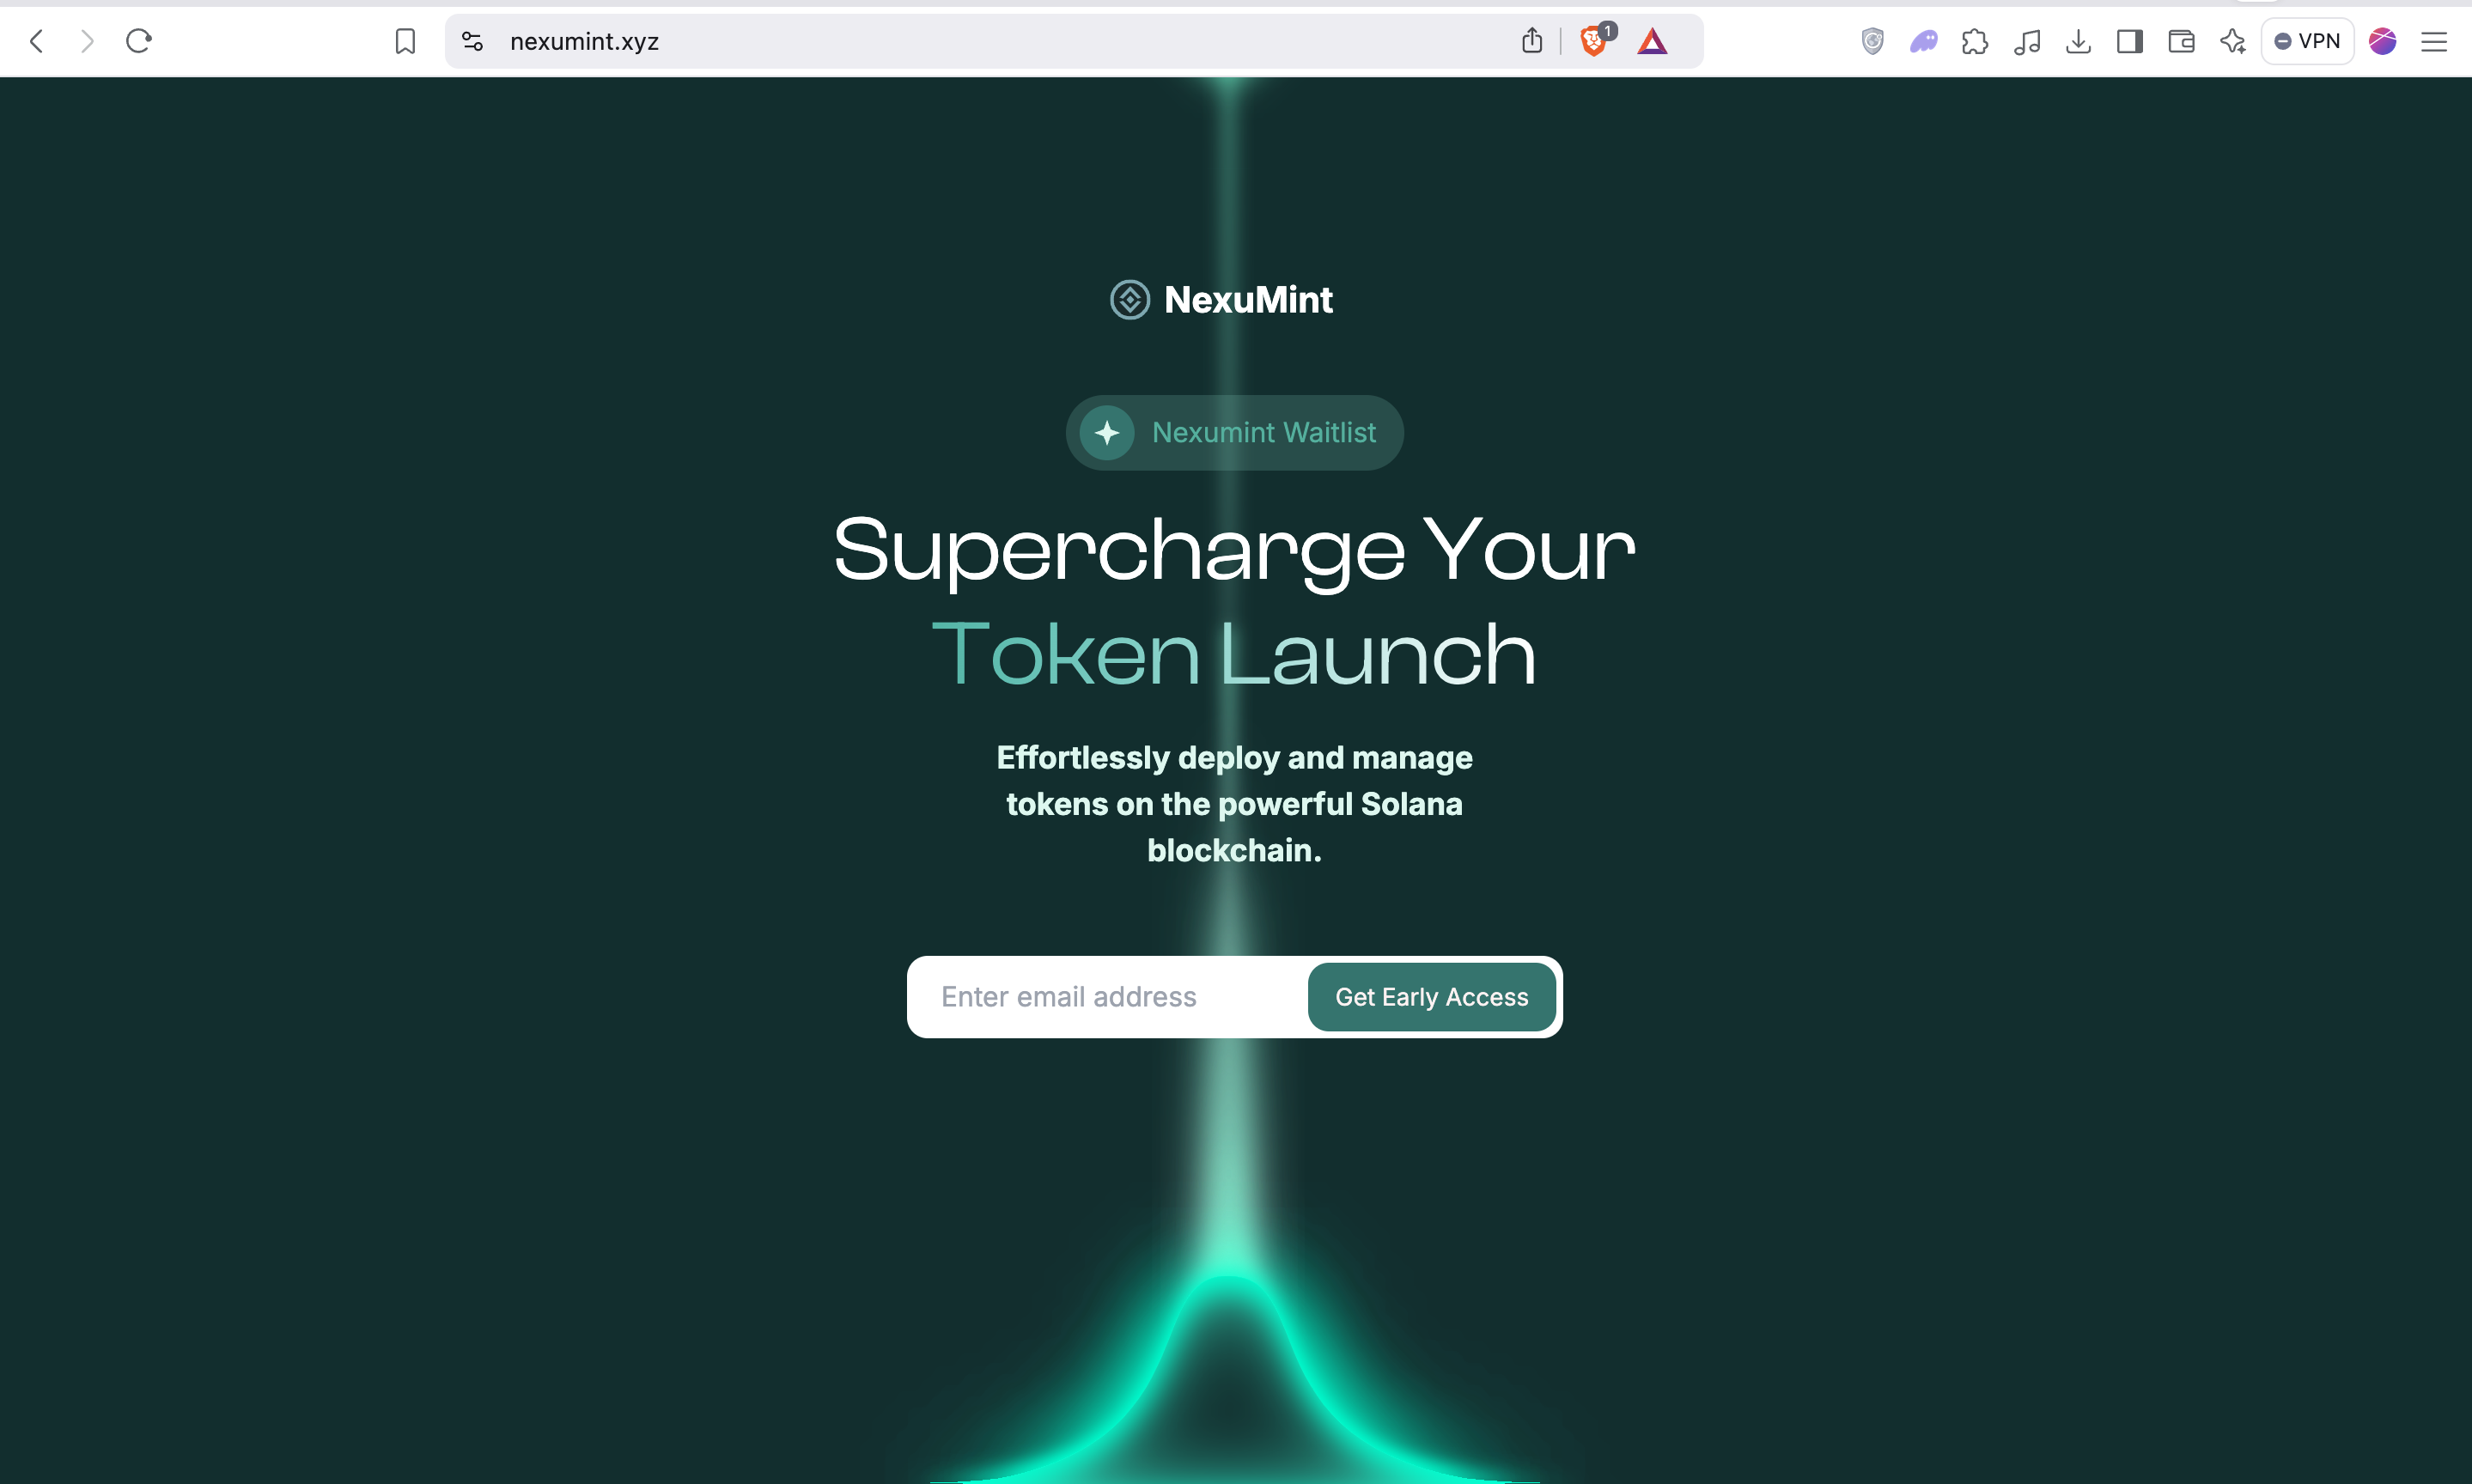 nexumint.xyz
1
VPN
NexuMint
Nexumint Waitlist
Supercharge Your
Token Launch
Effortlessly deploy and manage
tokens on the powerful Solana
blockchain.
Enter email address
Get Early Access